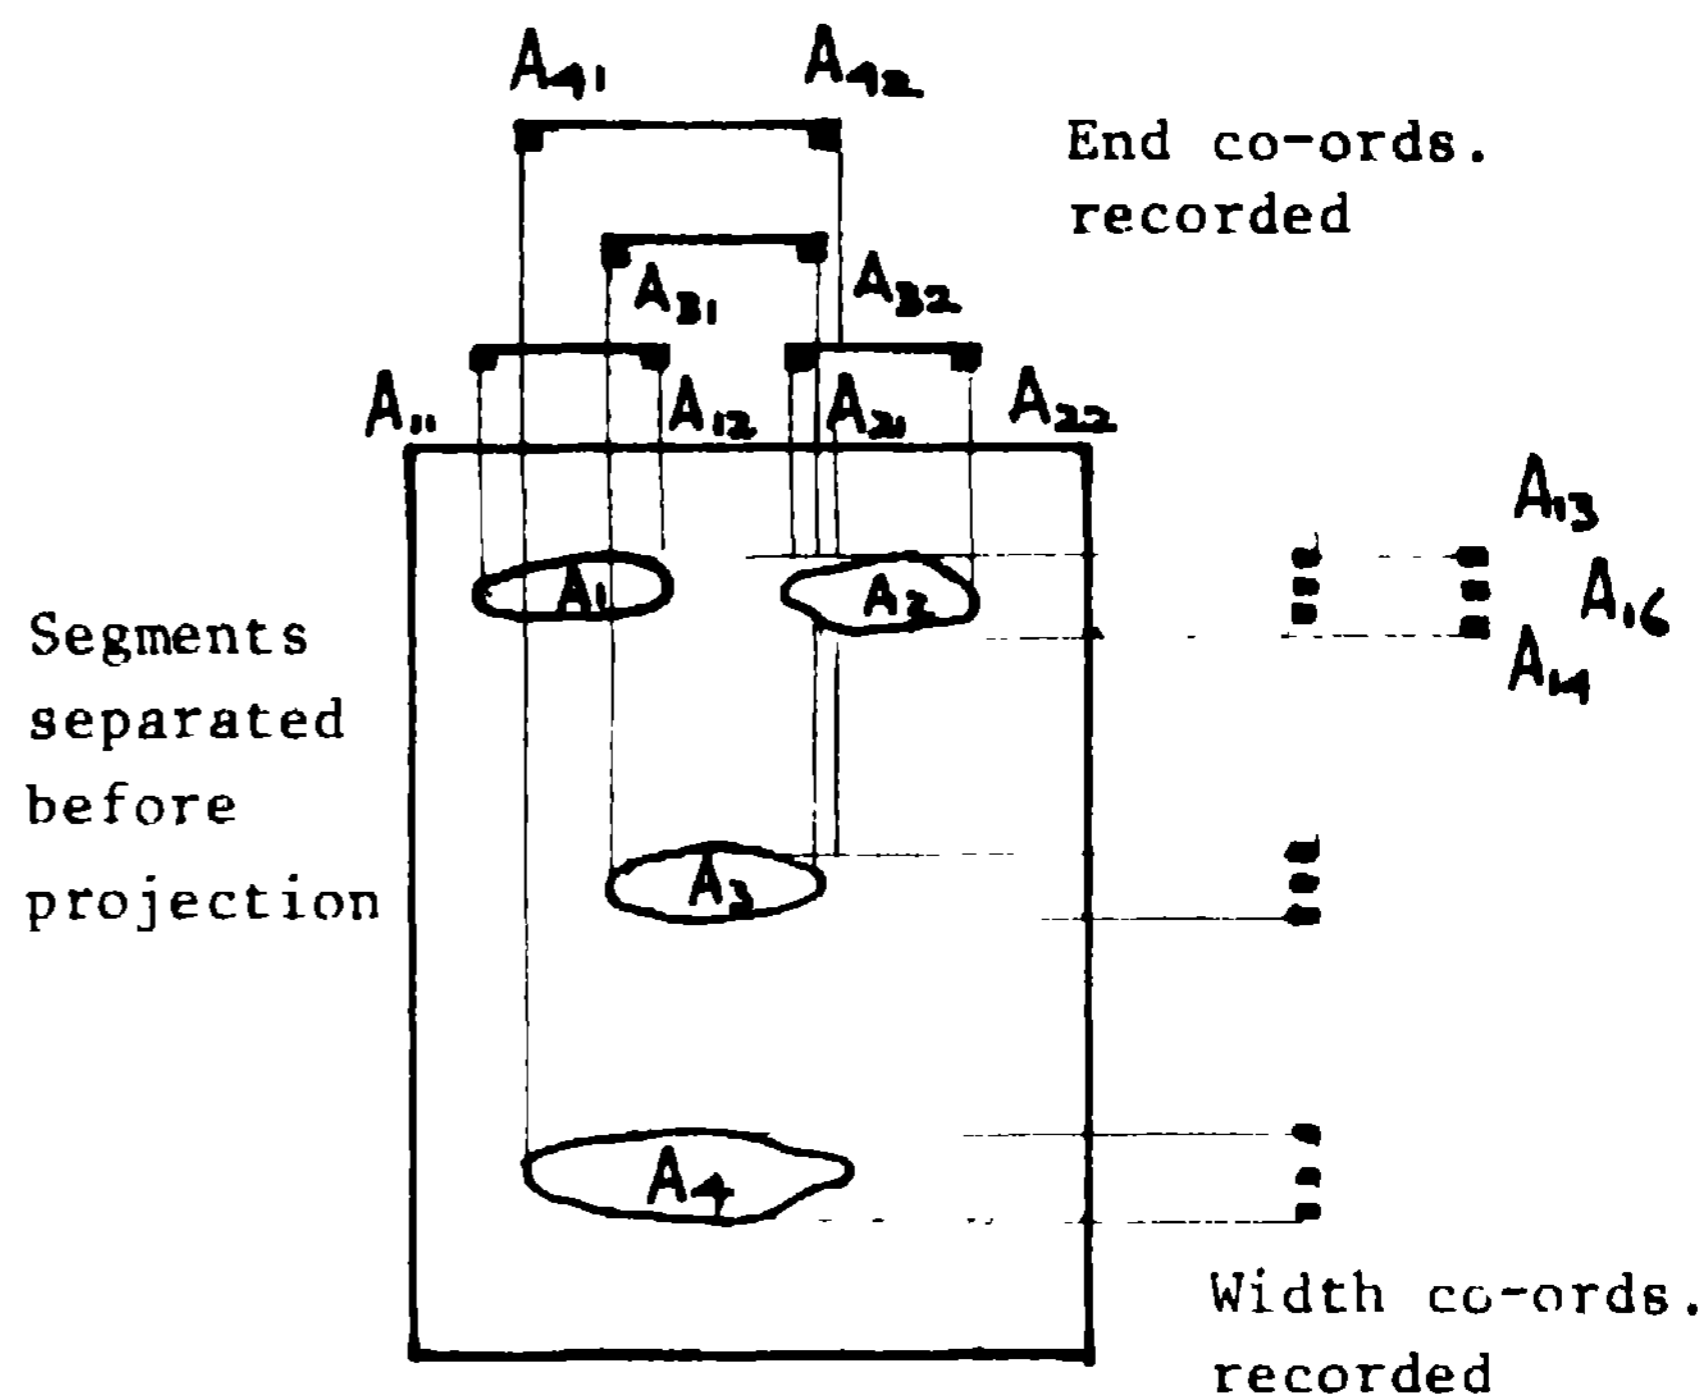 A₄₁ A₄₂
End co-ords.
recorded
A₃₁ A₃₂
A₁₁ A₁₂ A₂₁ A₂₂
A₁₃
A₁ A₂
A₁₆
A₁₄
Segments
separated
before
projection
A₃
A₄
Width co-ords.
recorded